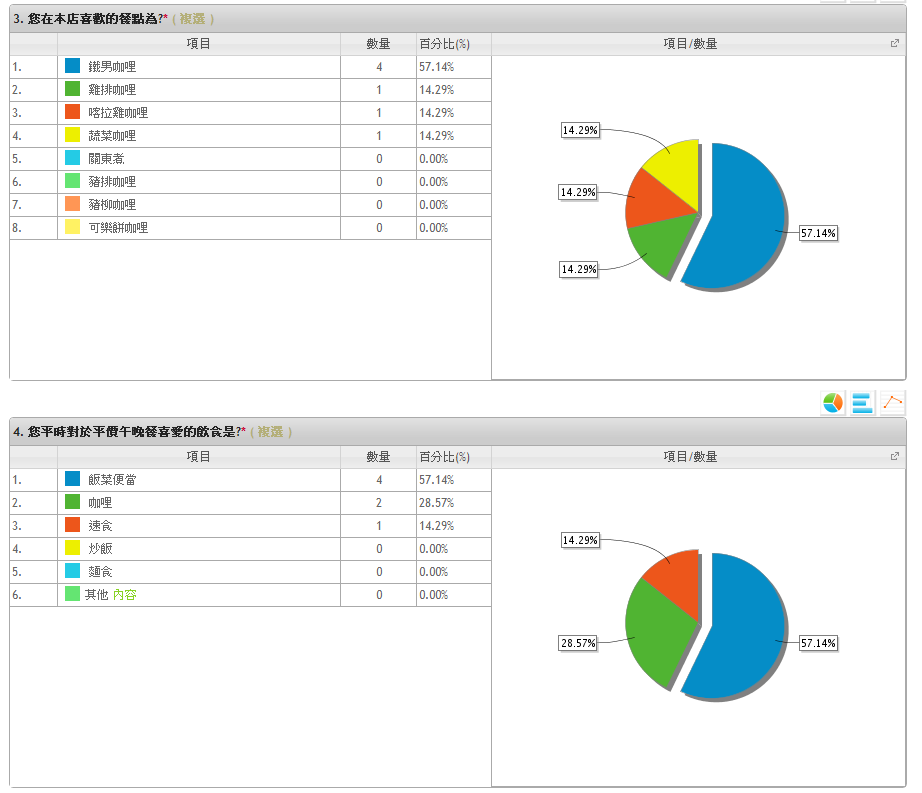 3. 您在本店喜歡的餐點為?* ( 複選 )
項目 數量 百分比(%) 項目/數量
1. 鐵男咖哩 4 57.14%
2. 雞排咖哩 1 14.29%
3. 喀拉雞咖哩 1 14.29%
4. 蔬菜咖哩 1 14.29%
5. 關東煮 0 0.00%
6. 豬排咖哩 0 0.00%
7. 豬柳咖哩 0 0.00%
8. 可樂餅咖哩 0 0.00%
14.29%
14.29%
57.14%
14.29%
4. 您平時對於平價午晚餐喜愛的飲食是?* ( 複選 )
項目 數量 百分比(%) 項目/數量
1. 飯菜便當 4 57.14%
2. 咖哩 2 28.57%
3. 速食 1 14.29%
4. 炒飯 0 0.00%
5. 麵食 0 0.00%
6. 其他 內容 0 0.00%
14.29%
28.57%
57.14%